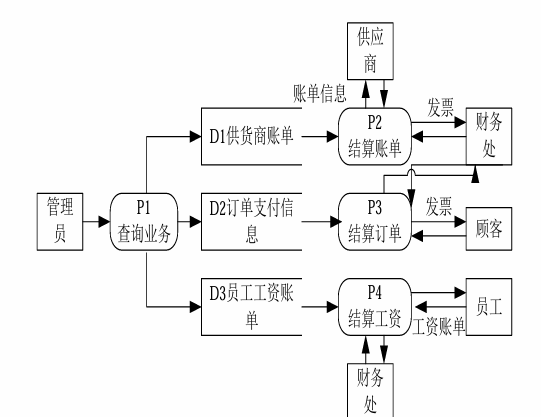 供应
商
账单信息
发票
D1供货商账单
P2
结算账单
财务
处
管理
员
P1
查询业务
D2订单支付信
息
P3
结算订单
发票
顾客
D3员工工资账
单
P4
结算工资
工资账单
员工
财务
处